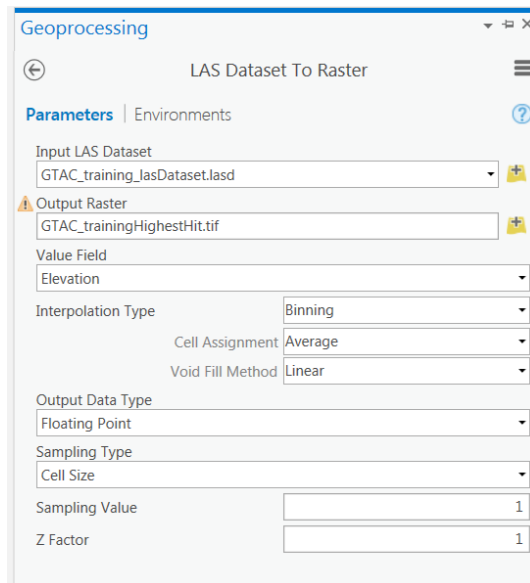 Geoprocessing
LAS Dataset To Raster
Parameters | Environments
Input LAS Dataset
GTAC_training_lasDataset.lasd
Output Raster
GTAC_trainingHighestHit.tif
Value Field
Elevation
Interpolation Type Binning
Cell Assignment Average
Void Fill Method Linear
Output Data Type
Floating Point
Sampling Type
Cell Size
Sampling Value 1
Z Factor 1